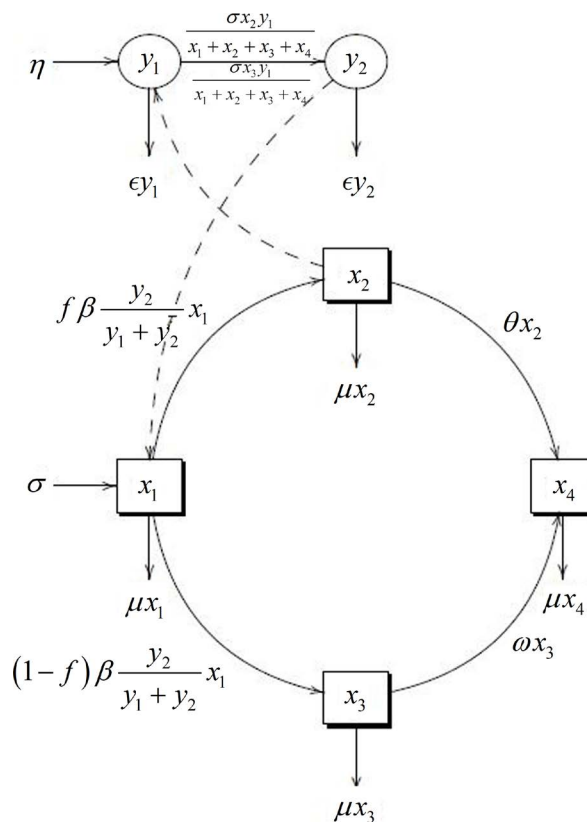 σx₂y₁ / (x₁ + x₂ + x₃ + x₄)
η y₁ y₂
σx₃y₁ / (x₁ + x₂ + x₃ + x₄)
ϵy₁ ϵy₂
x₂
fβ y₂ / (y₁ + y₂) x₁
θx₂
μx₂
σ x₁ x₄
μx₁ μx₄
ωx₃
(1−f)β y₂ / (y₁ + y₂) x₁
x₃
μx₃